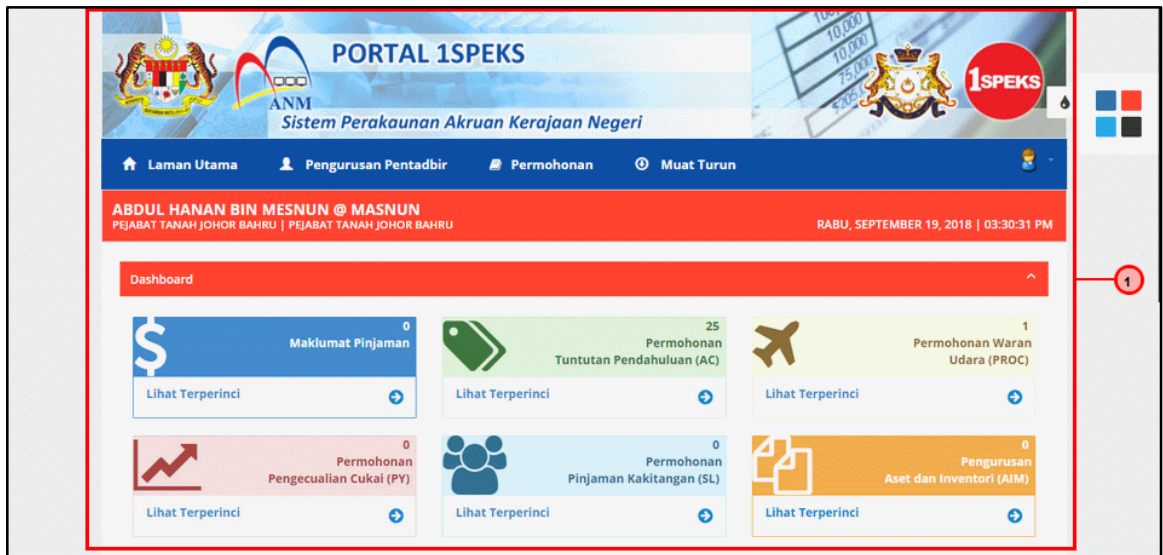 PORTAL 1SPEKS
ANM
Sistem Perakaunan Akruan Kerajaan Negeri
1SPEKS
Laman Utama
Pengurusan Pentadbir
Permohonan
Muat Turun
ABDUL HANAN BIN MESNUN @ MASNUN
PEJABAT TANAH JOHOR BAHRU | PEJABAT TANAH JOHOR BAHRU
RABU, SEPTEMBER 19, 2018 | 03:30:31 PM
Dashboard
1
0
Maklumat Pinjaman
Lihat Terperinci
25
Permohonan
Tuntutan Pendahuluan (AC)
Lihat Terperinci
1
Permohonan Waran
Udara (PROC)
Lihat Terperinci
0
Permohonan
Pengecualian Cukai (PY)
Lihat Terperinci
0
Permohonan
Pinjaman Kakitangan (SL)
Lihat Terperinci
0
Pengurusan
Aset dan Inventori (AIM)
Lihat Terperinci